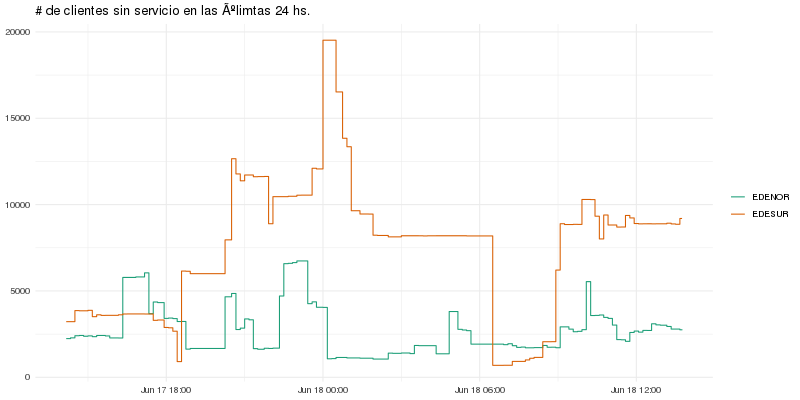 # de clientes sin servicio en las Ãºlimtas 24 hs.
20000
15000
10000
5000
0
Jun 17 18:00
Jun 18 00:00
Jun 18 06:00
Jun 18 12:00
EDENOR
EDESUR